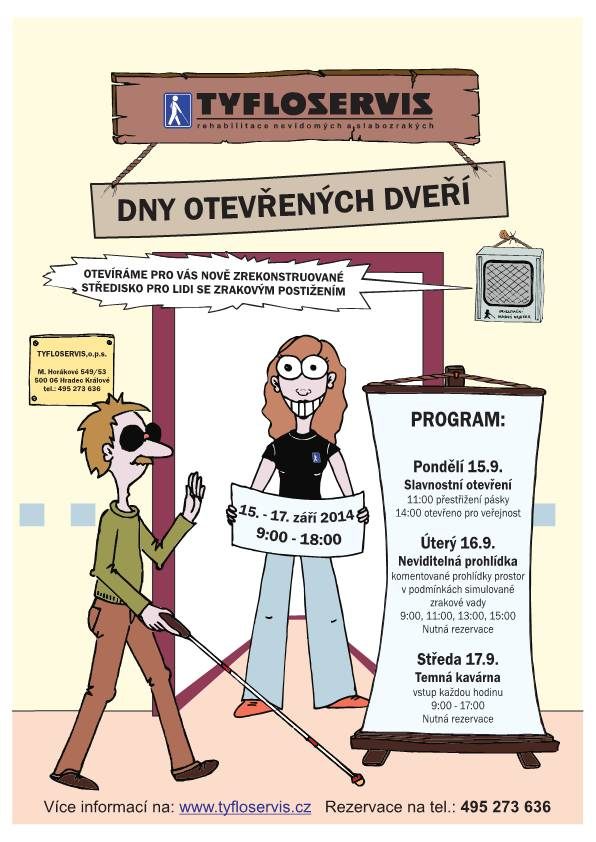 TYFLOSERVIS
rehabilitace nevidomých a slabozrakých
DNY OTEVŘENÝCH DVEŘÍ
OTEVÍRÁME PRO VÁS NOVĚ ZREKONSTRUOVANÉ
STŘEDISKO PRO LIDI SE ZRAKOVÝM POSTIŽENÍM
TYFLOSERVIS,o.p.s.
M. Horákové 549/53
500 06 Hradec Králové
tel.: 495 273 636
15. - 17. září 2014
9:00 - 18:00
PROGRAM:
Pondělí 15.9.
Slavnostní otevření
11:00 přestřižení pásky
14:00 otevřeno pro veřejnost
Úterý 16.9.
Neviditelná prohlídka
komentované prohlídky prostor
v podmínkách simulované
zrakové vady
9:00, 11:00, 13:00, 15:00
Nutná rezervace
Středa 17.9.
Temná kavárna
vstup každou hodinu
9:00 - 17:00
Nutná rezervace
Více informací na: www.tyfloservis.cz Rezervace na tel.: 495 273 636